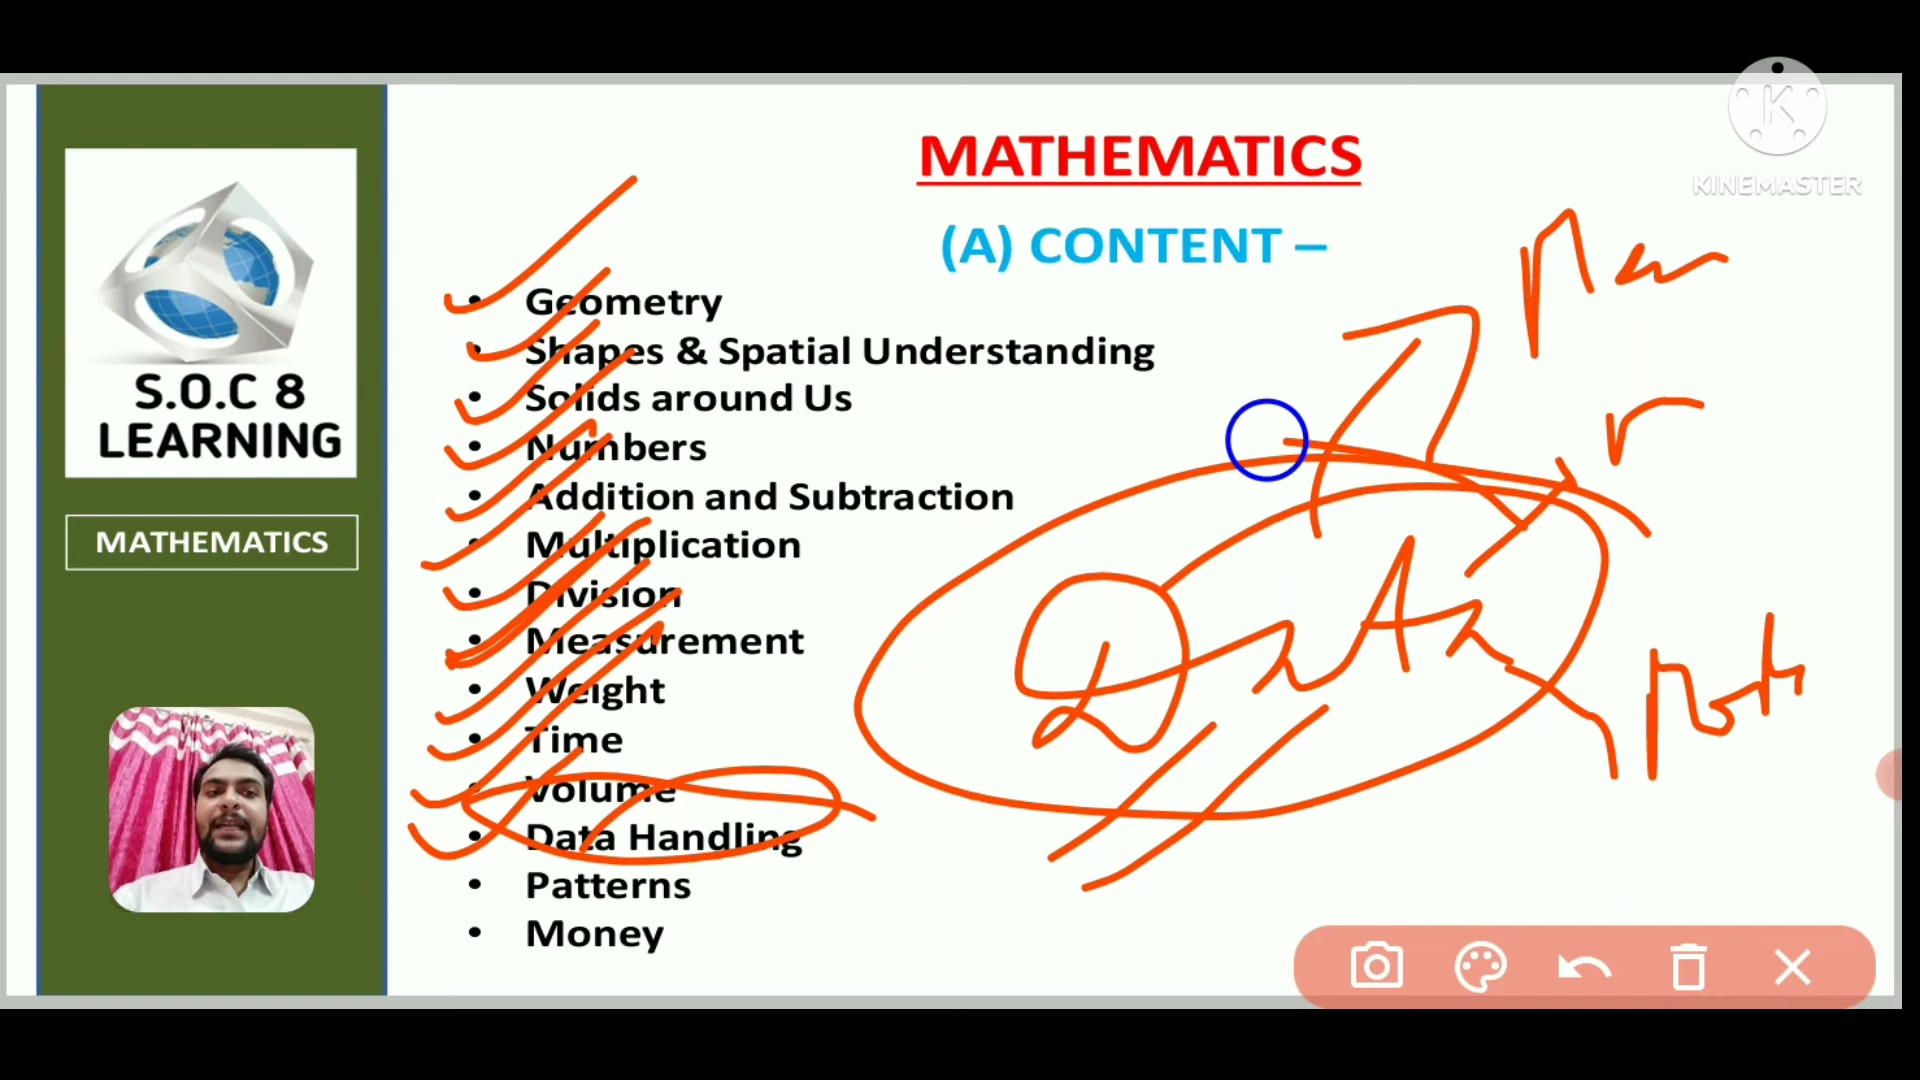 MATHEMATICS
(A) CONTENT –
KINEMASTER
S.O.C 8
LEARNING
MATHEMATICS
• Geometry
• Shapes & Spatial Understanding
• Solids around Us
• Numbers
• Addition and Subtraction
• Multiplication
• Division
• Measurement
• Weight
• Time
• Volume
• Data Handling
• Patterns
• Money
Data